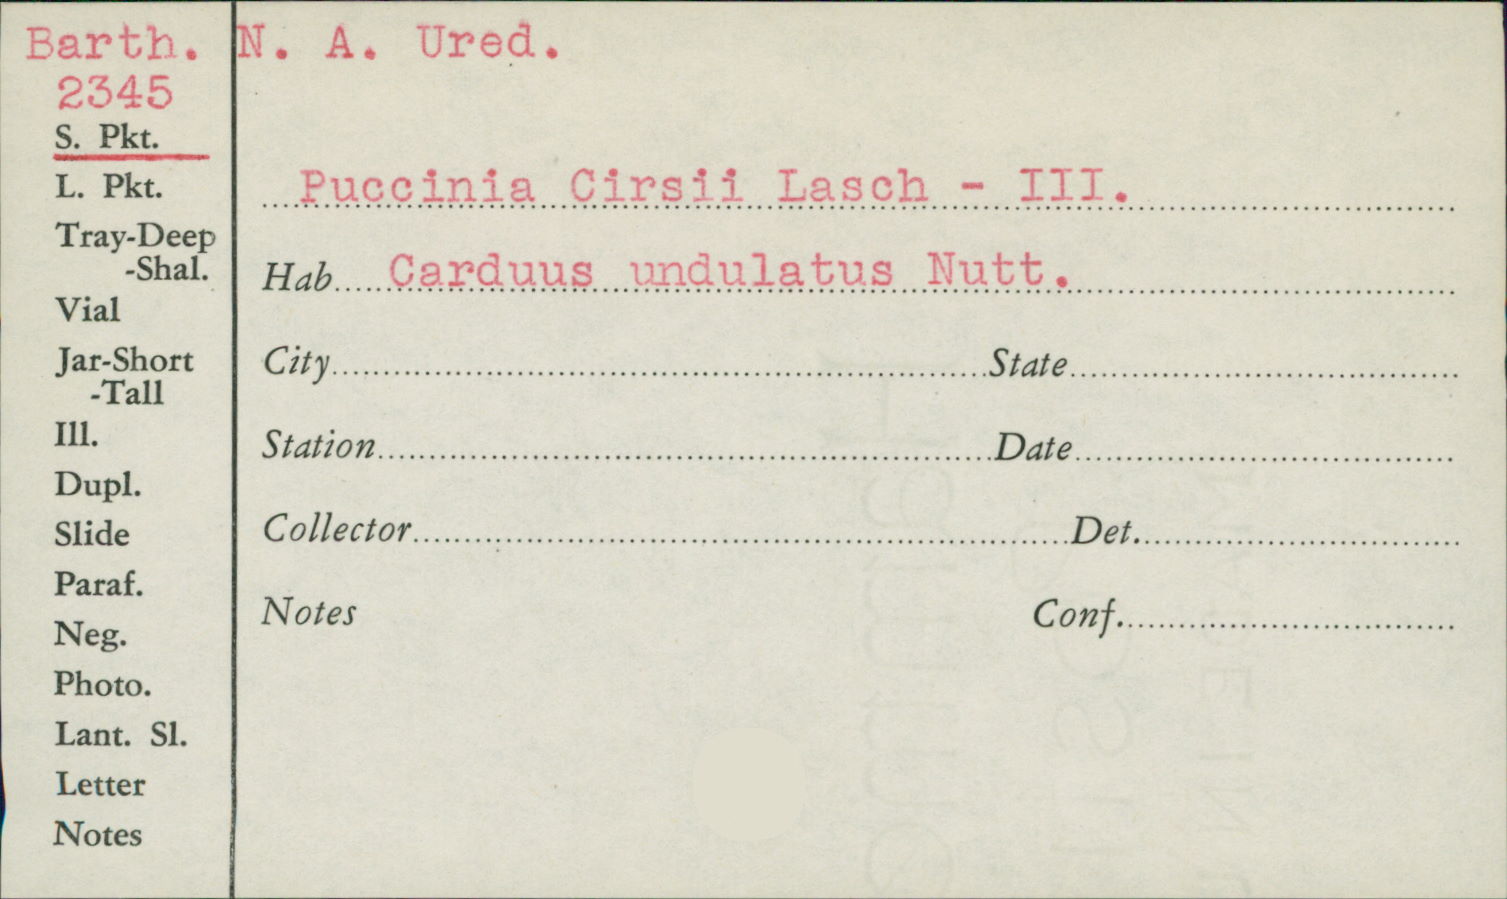 Barth. N. A. Ured.
2345
S. Pkt.
L. Pkt.
Tray-Deep
-Shal.
Vial
Jar-Short
-Tall
Ill.
Dupl.
Slide
Paraf.
Neg.
Photo.
Lant. Sl.
Letter
Notes
Puccinia Cirsii Lasch - III.
Hab Carduus undulatus Nutt.
City State
Station Date
Collector Det.
Notes Conf.